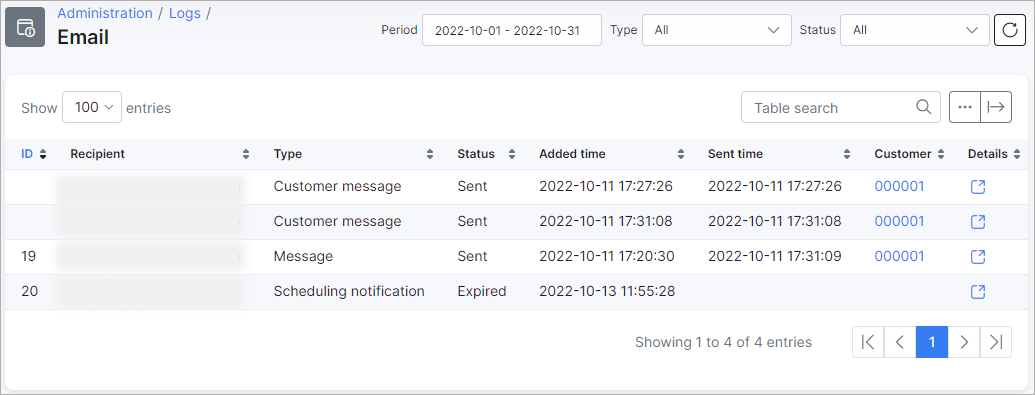 Administration / Logs /
Email
Period 2022-10-01 - 2022-10-31 Type All Status All
Show 100 entries Table search
ID Recipient Type Status Added time Sent time Customer Details
Customer message Sent 2022-10-11 17:27:26 2022-10-11 17:27:26 000001
Customer message Sent 2022-10-11 17:31:08 2022-10-11 17:31:08 000001
19 Message Sent 2022-10-11 17:20:30 2022-10-11 17:31:09 000001
20 Scheduling notification Expired 2022-10-13 11:55:28
Showing 1 to 4 of 4 entries 1